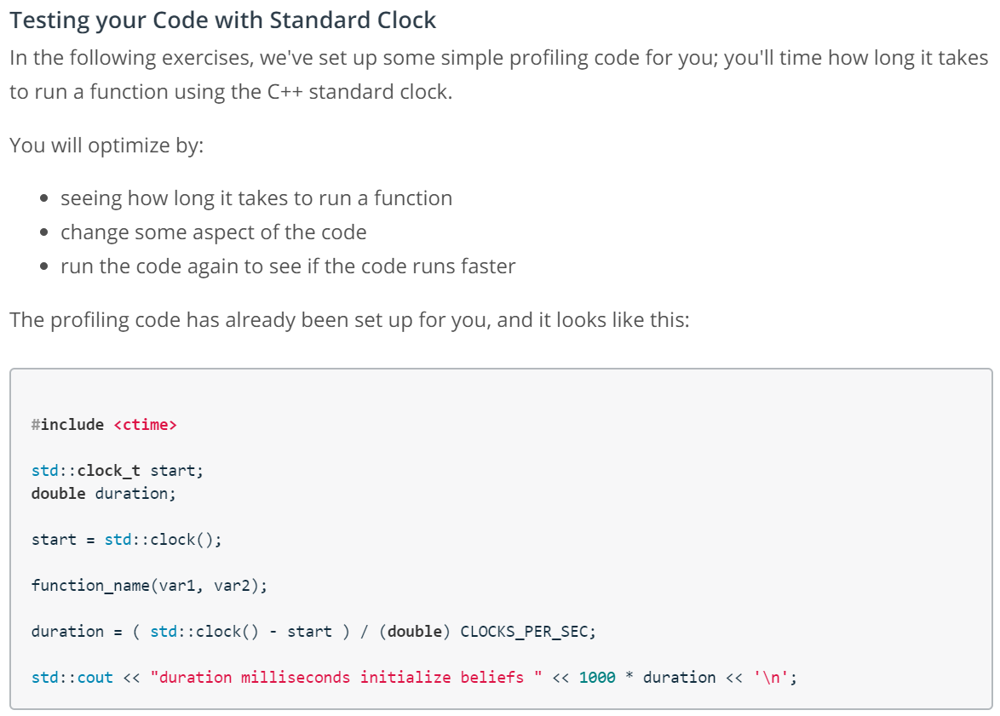 Testing your Code with Standard Clock
In the following exercises, we've set up some simple profiling code for you; you'll time how long it takes
to run a function using the C++ standard clock.
You will optimize by:
• seeing how long it takes to run a function
• change some aspect of the code
• run the code again to see if the code runs faster
The profiling code has already been set up for you, and it looks like this:
#include <ctime>
std::clock_t start;
double duration;
start = std::clock();
function_name(var1, var2);
duration = ( std::clock() - start ) / (double) CLOCKS_PER_SEC;
std::cout << "duration milliseconds initialize beliefs " << 1000 * duration << '\n';